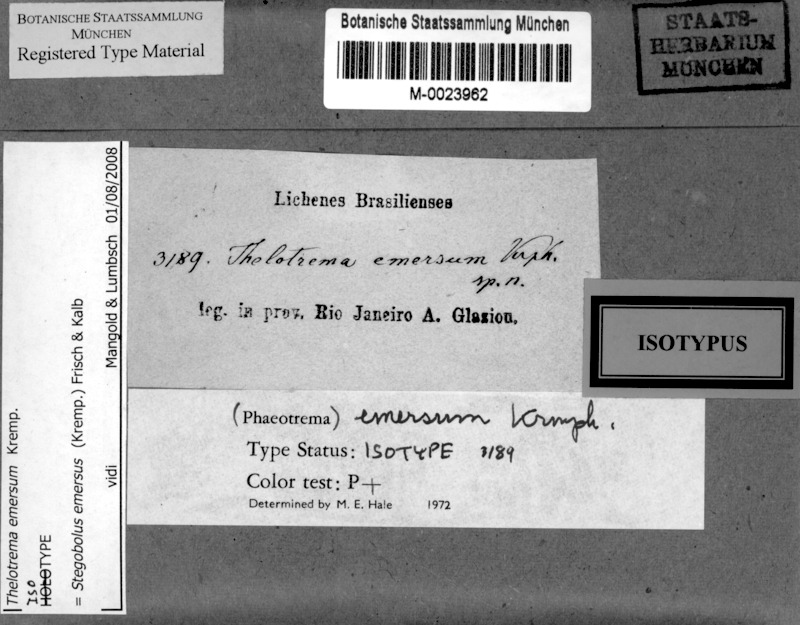 BOTANISCHE STAATSSAMMLUNG
MÜNCHEN
Registered Type Material
Botanische Staatssammlung München
M-0023962
STAATS-
HERBARIUM
MÜNCHEN
Thelotrema emersum Kremp.
ISO
HOLOTYPE
= Stegobolus emersus (Kremp.) Frisch & Kalb
vidi Mangold & Lumbsch 01/08/2008
Lichenes Brasilienses
3189. Thelotrema emersum Krph.
sp. n.
leg. in prov. Rio Janeiro A. Glaziou.
ISOTYPUS
(Phaeotrema) emersum Krmph.
Type Status: ISOTYPE 3189
Color test: P+
Determined by M. E. Hale 1972